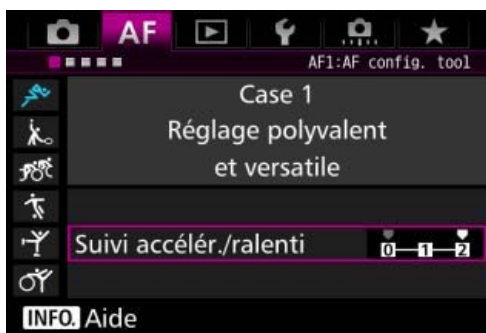 AF
AF1:AF config. tool
Case 1
Réglage polyvalent
et versatile
Suivi accélér./ralenti 0 1 2
INFO. Aide